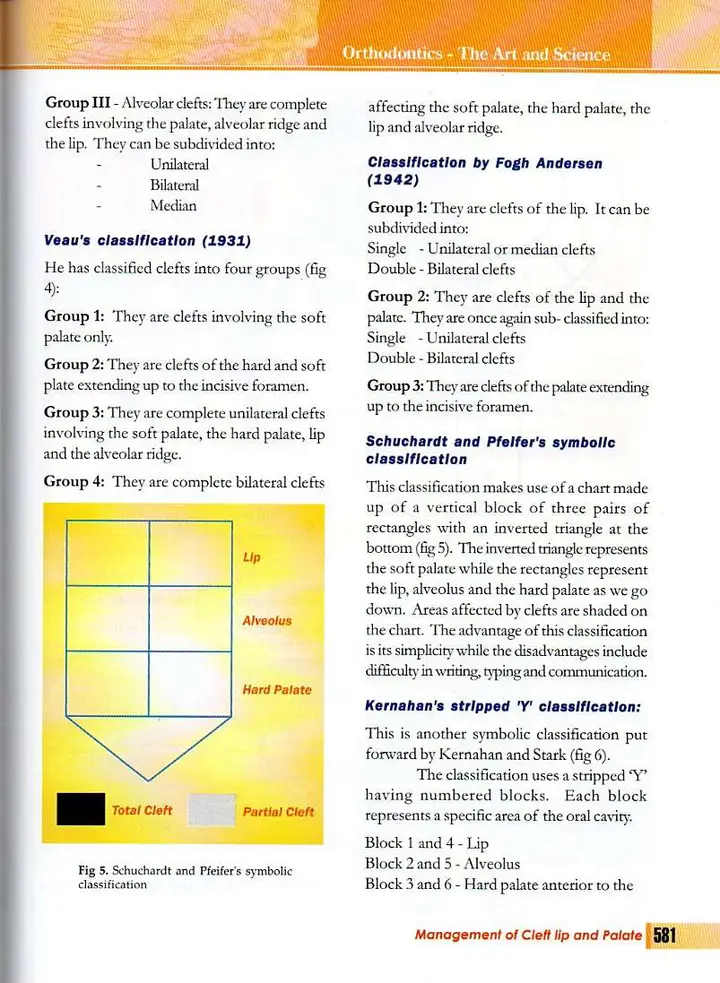 Orthodontics - The Art and Science
Group III - Alveolar clefts: They are complete
clefts involving the palate, alveolar ridge and
the lip. They can be subdivided into:
- Unilateral
- Bilateral
- Median
Veau's classification (1931)
He has classified clefts into four groups (fig
4):
Group 1: They are clefts involving the soft
palate only.
Group 2: They are clefts of the hard and soft
plate extending up to the incisive foramen.
Group 3: They are complete unilateral clefts
involving the soft palate, the hard palate, lip
and the alveolar ridge.
Group 4: They are complete bilateral clefts
Lip
Alveolus
Hard Palate
Total Cleft
Partial Cleft
Fig 5. Schuchardt and Pfeifer's symbolic
classification
affecting the soft palate, the hard palate, the
lip and alveolar ridge.
Classification by Fogh Andersen
(1942)
Group 1: They are clefts of the lip. It can be
subdivided into:
Single - Unilateral or median clefts
Double - Bilateral clefts
Group 2: They are clefts of the lip and the
palate. They are once again sub- classified into:
Single - Unilateral clefts
Double - Bilateral clefts
Group 3: They are clefts of the palate extending
up to the incisive foramen.
Schuchardt and Pfeifer's symbolic
classification
This classification makes use of a chart made
up of a vertical block of three pairs of
rectangles with an inverted triangle at the
bottom (fig 5). The inverted triangle represents
the soft palate while the rectangles represent
the lip, alveolus and the hard palate as we go
down. Areas affected by clefts are shaded on
the chart. The advantage of this classification
is its simplicity while the disadvantages include
difficulty in writing, typing and communication.
Kernahan's stripped 'Y' classification:
This is another symbolic classification put
forward by Kernahan and Stark (fig 6).
The classification uses a stripped 'Y'
having numbered blocks. Each block
represents a specific area of the oral cavity.
Block 1 and 4 - Lip
Block 2 and 5 - Alveolus
Block 3 and 6 - Hard palate anterior to the
Management of Cleft lip and Palate 581